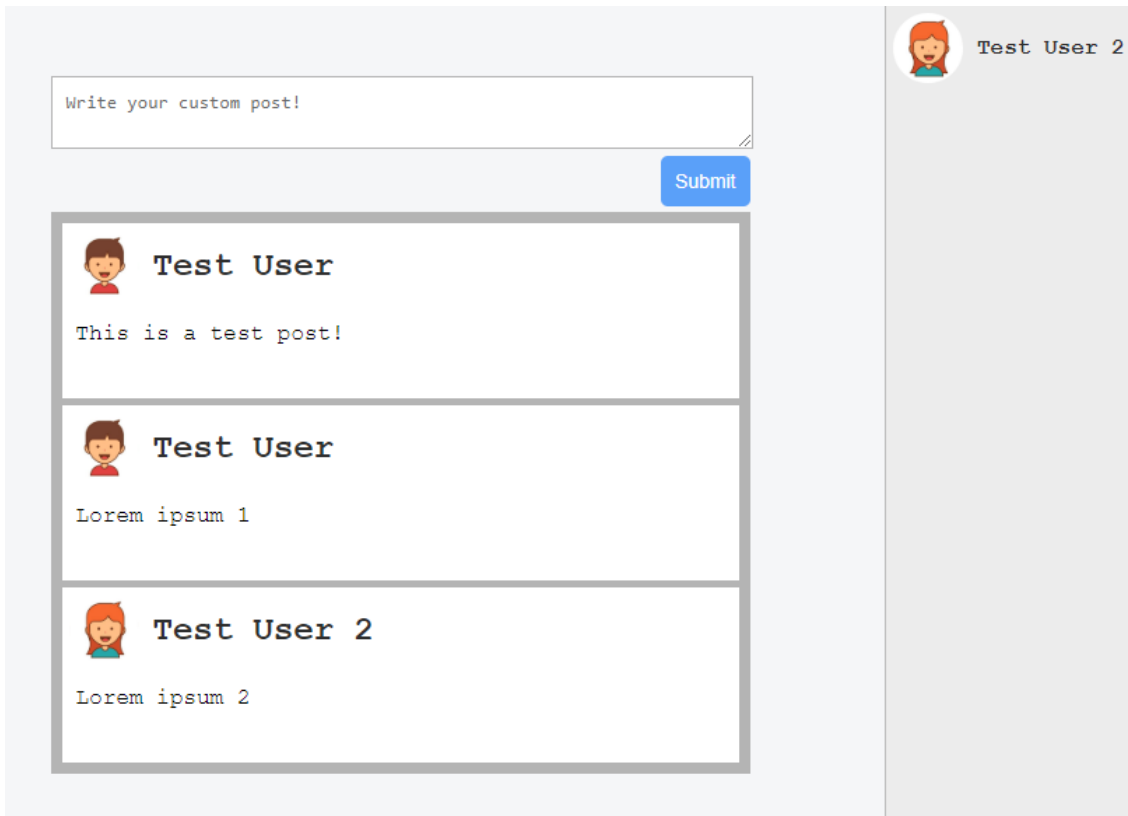 Test User 2
Write your custom post!
Submit
Test User
This is a test post!
Test User
Lorem ipsum 1
Test User 2
Lorem ipsum 2